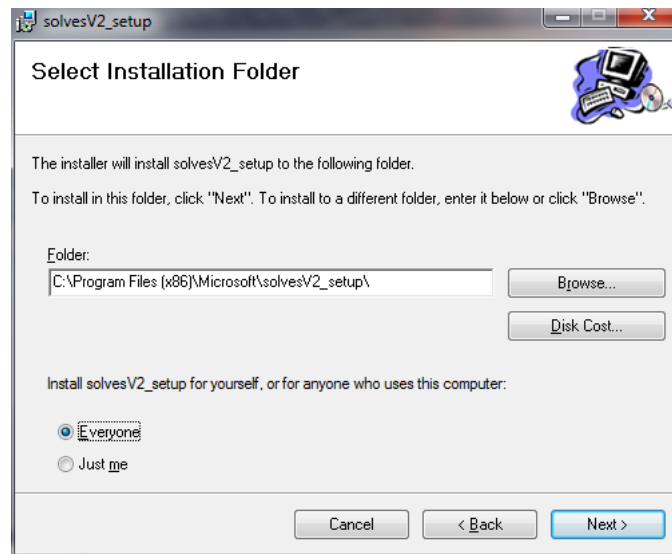 solvesV2_setup
Select Installation Folder
The installer will install solvesV2_setup to the following folder.
To install in this folder, click "Next". To install to a different folder, enter it below or click "Browse".
Folder:
C:\Program Files (x86)\Microsoft\solvesV2_setup\
Browse...
Disk Cost...
Install solvesV2_setup for yourself, or for anyone who uses this computer:
Everyone
Just me
Cancel
< Back
Next >